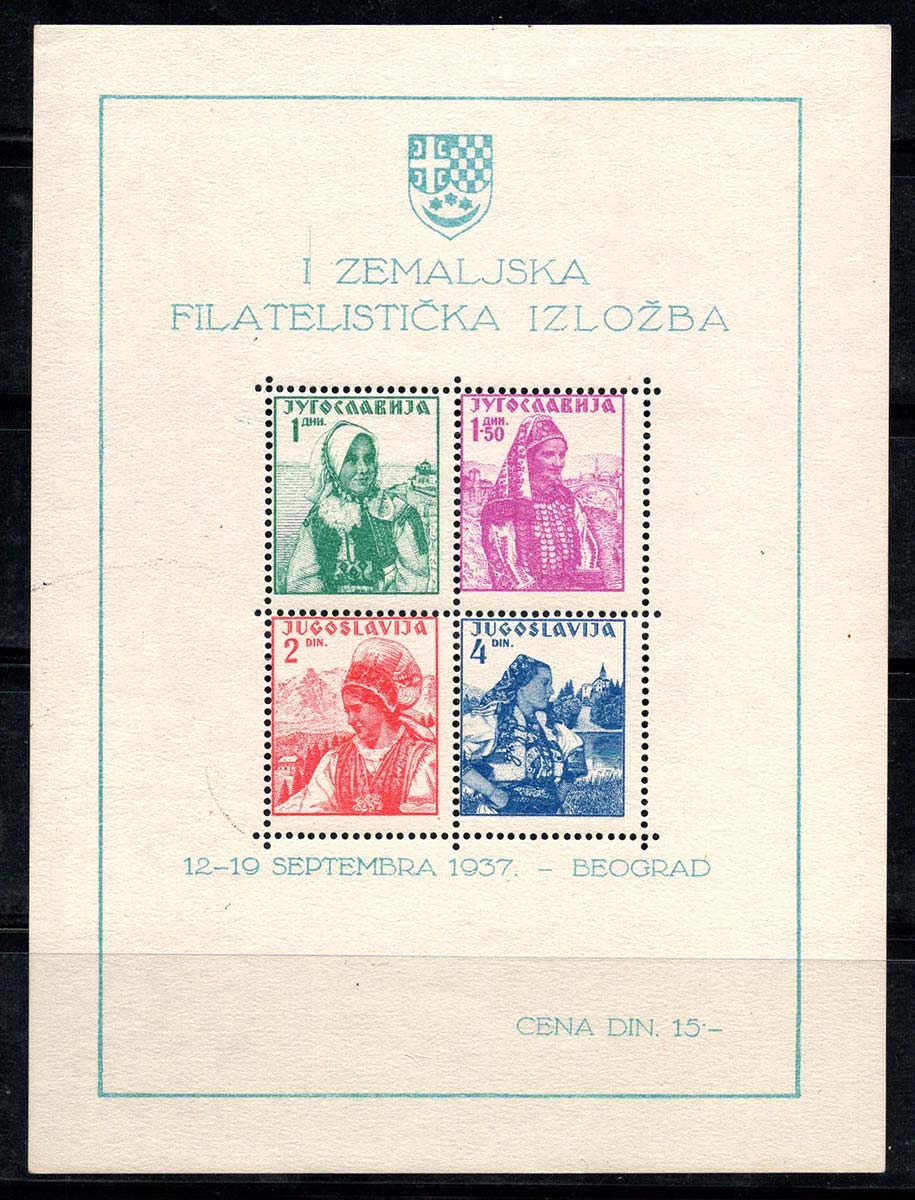 I ZEMALJSKA
FILATELISTIČKA IZLOŽBA
ЈУГОСЛАВИЈА
1 ДИН.
ЈУГОСЛАВИЈА
1·50 ДИН.
JUGOSLAVIJA
2 DIN.
JUGOSLAVIJA
4 DIN.
12–19 SEPTEMBRA 1937. – BEOGRAD
CENA DIN. 15·–